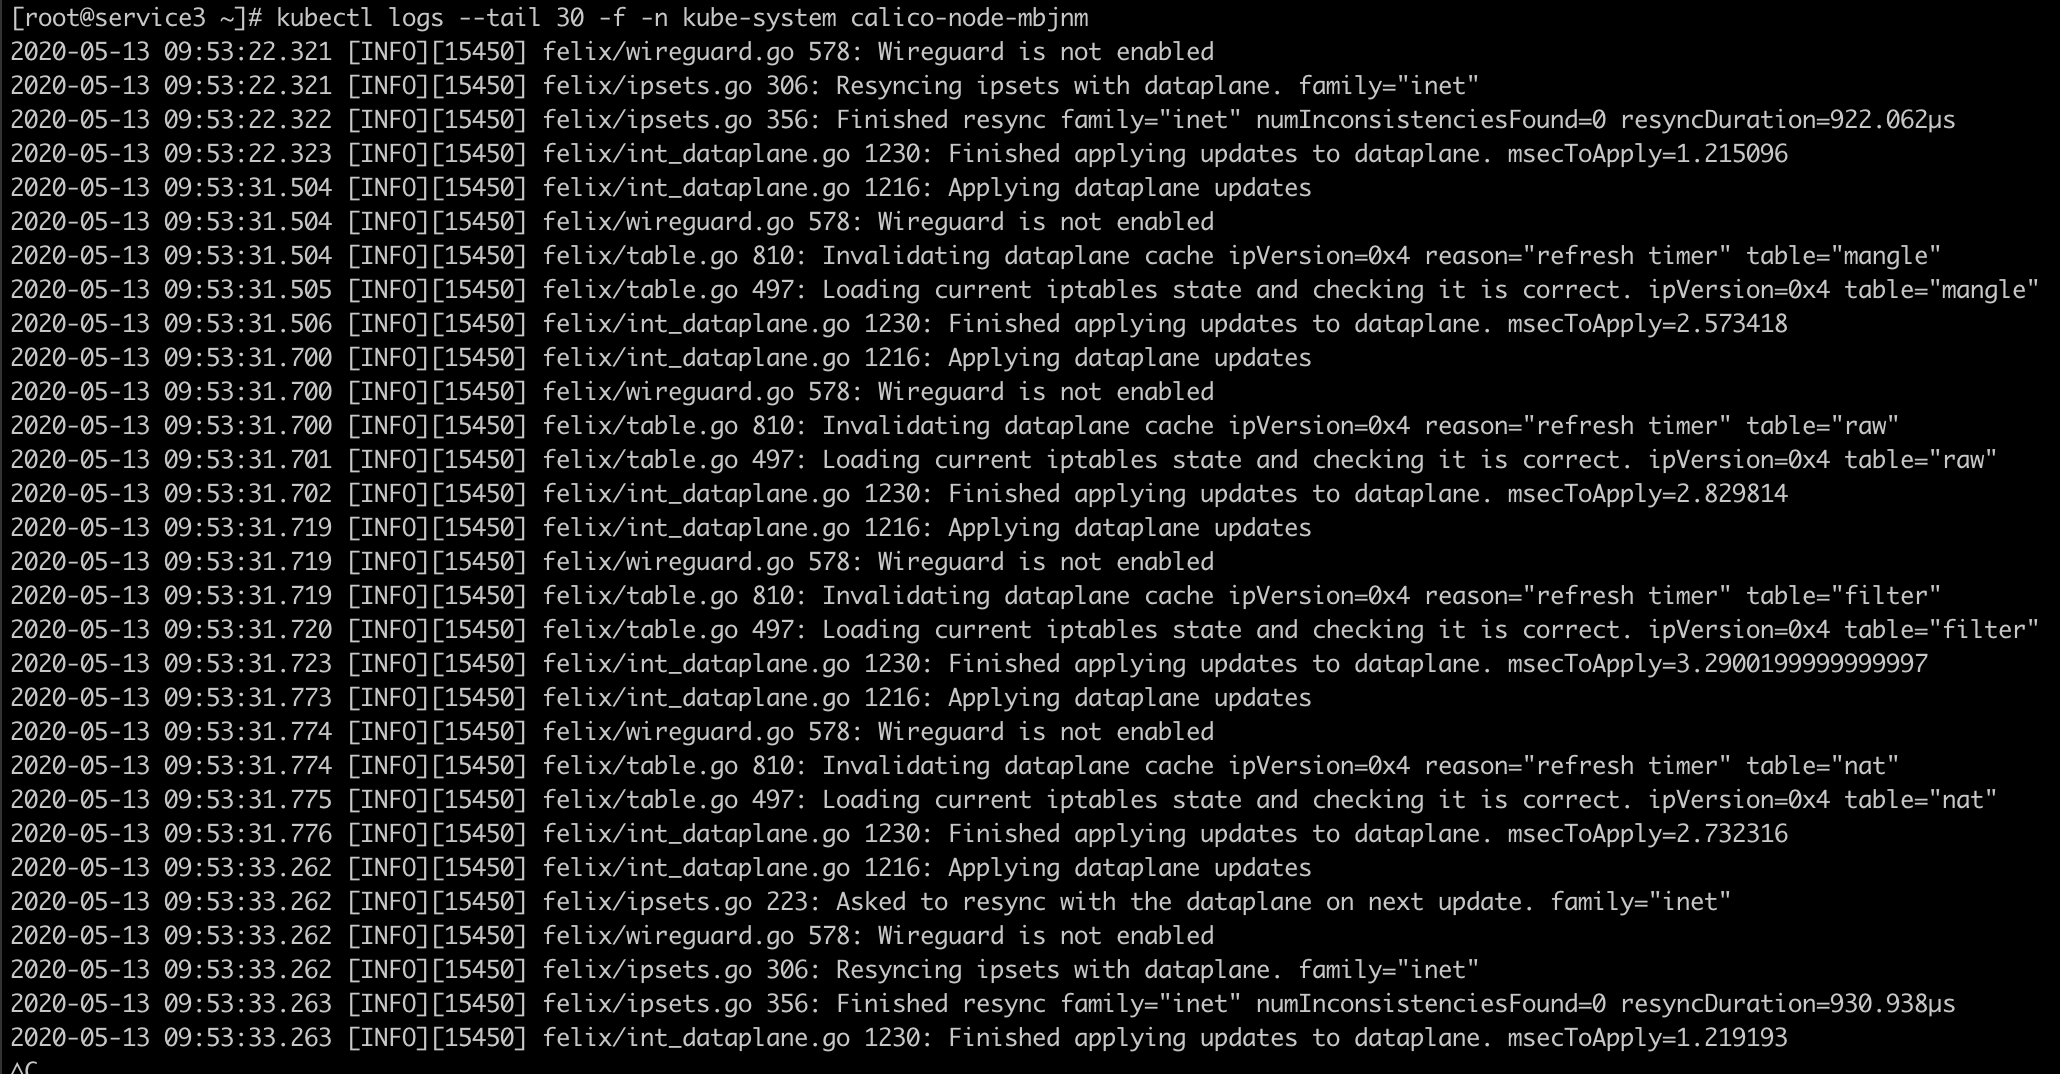 [root@service3 ~]# kubectl logs --tail 30 -f -n kube-system calico-node-mbjnm
2020-05-13 09:53:22.321 [INFO][15450] felix/wireguard.go 578: Wireguard is not enabled
2020-05-13 09:53:22.321 [INFO][15450] felix/ipsets.go 306: Resyncing ipsets with dataplane. family="inet"
2020-05-13 09:53:22.322 [INFO][15450] felix/ipsets.go 356: Finished resync family="inet" numInconsistenciesFound=0 resyncDuration=922.062µs
2020-05-13 09:53:22.323 [INFO][15450] felix/int_dataplane.go 1230: Finished applying updates to dataplane. msecToApply=1.215096
2020-05-13 09:53:31.504 [INFO][15450] felix/int_dataplane.go 1216: Applying dataplane updates
2020-05-13 09:53:31.504 [INFO][15450] felix/wireguard.go 578: Wireguard is not enabled
2020-05-13 09:53:31.504 [INFO][15450] felix/table.go 810: Invalidating dataplane cache ipVersion=0x4 reason="refresh timer" table="mangle"
2020-05-13 09:53:31.505 [INFO][15450] felix/table.go 497: Loading current iptables state and checking it is correct. ipVersion=0x4 table="mangle"
2020-05-13 09:53:31.506 [INFO][15450] felix/int_dataplane.go 1230: Finished applying updates to dataplane. msecToApply=2.573418
2020-05-13 09:53:31.700 [INFO][15450] felix/int_dataplane.go 1216: Applying dataplane updates
2020-05-13 09:53:31.700 [INFO][15450] felix/wireguard.go 578: Wireguard is not enabled
2020-05-13 09:53:31.700 [INFO][15450] felix/table.go 810: Invalidating dataplane cache ipVersion=0x4 reason="refresh timer" table="raw"
2020-05-13 09:53:31.701 [INFO][15450] felix/table.go 497: Loading current iptables state and checking it is correct. ipVersion=0x4 table="raw"
2020-05-13 09:53:31.702 [INFO][15450] felix/int_dataplane.go 1230: Finished applying updates to dataplane. msecToApply=2.829814
2020-05-13 09:53:31.719 [INFO][15450] felix/int_dataplane.go 1216: Applying dataplane updates
2020-05-13 09:53:31.719 [INFO][15450] felix/wireguard.go 578: Wireguard is not enabled
2020-05-13 09:53:31.719 [INFO][15450] felix/table.go 810: Invalidating dataplane cache ipVersion=0x4 reason="refresh timer" table="filter"
2020-05-13 09:53:31.720 [INFO][15450] felix/table.go 497: Loading current iptables state and checking it is correct. ipVersion=0x4 table="filter"
2020-05-13 09:53:31.723 [INFO][15450] felix/int_dataplane.go 1230: Finished applying updates to dataplane. msecToApply=3.2900199999999997
2020-05-13 09:53:31.773 [INFO][15450] felix/int_dataplane.go 1216: Applying dataplane updates
2020-05-13 09:53:31.774 [INFO][15450] felix/wireguard.go 578: Wireguard is not enabled
2020-05-13 09:53:31.774 [INFO][15450] felix/table.go 810: Invalidating dataplane cache ipVersion=0x4 reason="refresh timer" table="nat"
2020-05-13 09:53:31.775 [INFO][15450] felix/table.go 497: Loading current iptables state and checking it is correct. ipVersion=0x4 table="nat"
2020-05-13 09:53:31.776 [INFO][15450] felix/int_dataplane.go 1230: Finished applying updates to dataplane. msecToApply=2.732316
2020-05-13 09:53:33.262 [INFO][15450] felix/int_dataplane.go 1216: Applying dataplane updates
2020-05-13 09:53:33.262 [INFO][15450] felix/ipsets.go 223: Asked to resync with the dataplane on next update. family="inet"
2020-05-13 09:53:33.262 [INFO][15450] felix/wireguard.go 578: Wireguard is not enabled
2020-05-13 09:53:33.262 [INFO][15450] felix/ipsets.go 306: Resyncing ipsets with dataplane. family="inet"
2020-05-13 09:53:33.263 [INFO][15450] felix/ipsets.go 356: Finished resync family="inet" numInconsistenciesFound=0 resyncDuration=930.938µs
2020-05-13 09:53:33.263 [INFO][15450] felix/int_dataplane.go 1230: Finished applying updates to dataplane. msecToApply=1.219193
^C